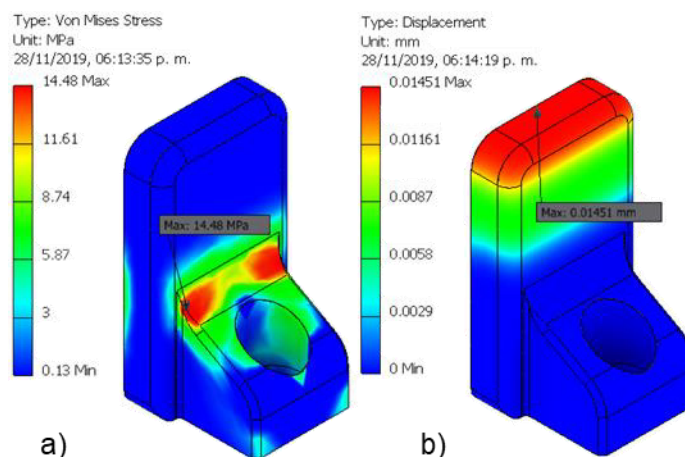 Type: Von Mises Stress
Unit: MPa
28/11/2019, 06:13:35 p. m.
14.48 Max
11.61
8.74
5.87
3
0.13 Min
Max: 14.48 MPa
a)
Type: Displacement
Unit: mm
28/11/2019, 06:14:19 p. m.
0.01451 Max
0.01161
0.0087
0.0058
0.0029
0 Min
Max: 0.01451 mm
b)